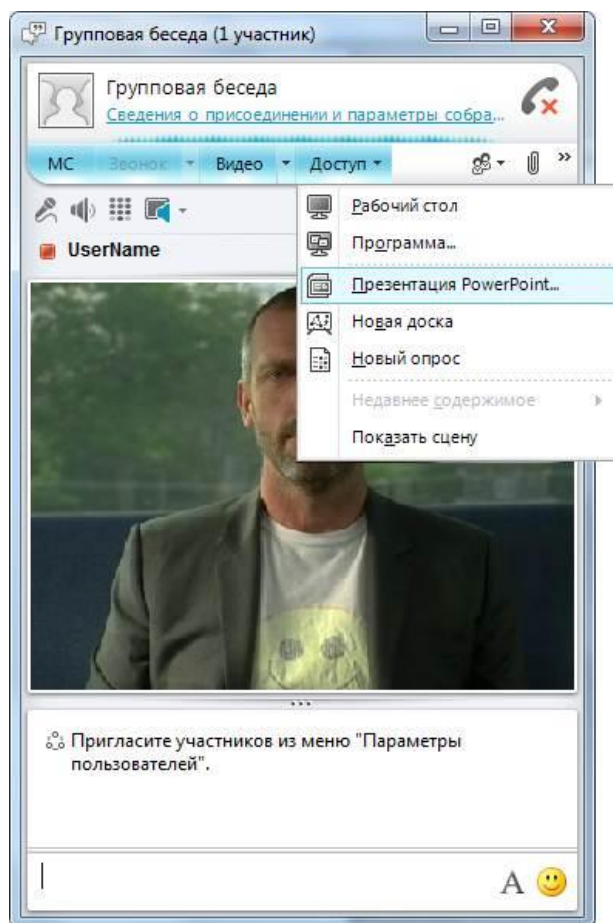 Групповая беседа (1 участник)
Групповая беседа
Сведения о присоединении и параметры собра...
МС Звонок Видео Доступ
Рабочий стол
Программа...
UserName
Презентация PowerPoint...
Новая доска
Новый опрос
Недавнее содержимое
Показать сцену
Пригласите участников из меню "Параметры
пользователей".
A